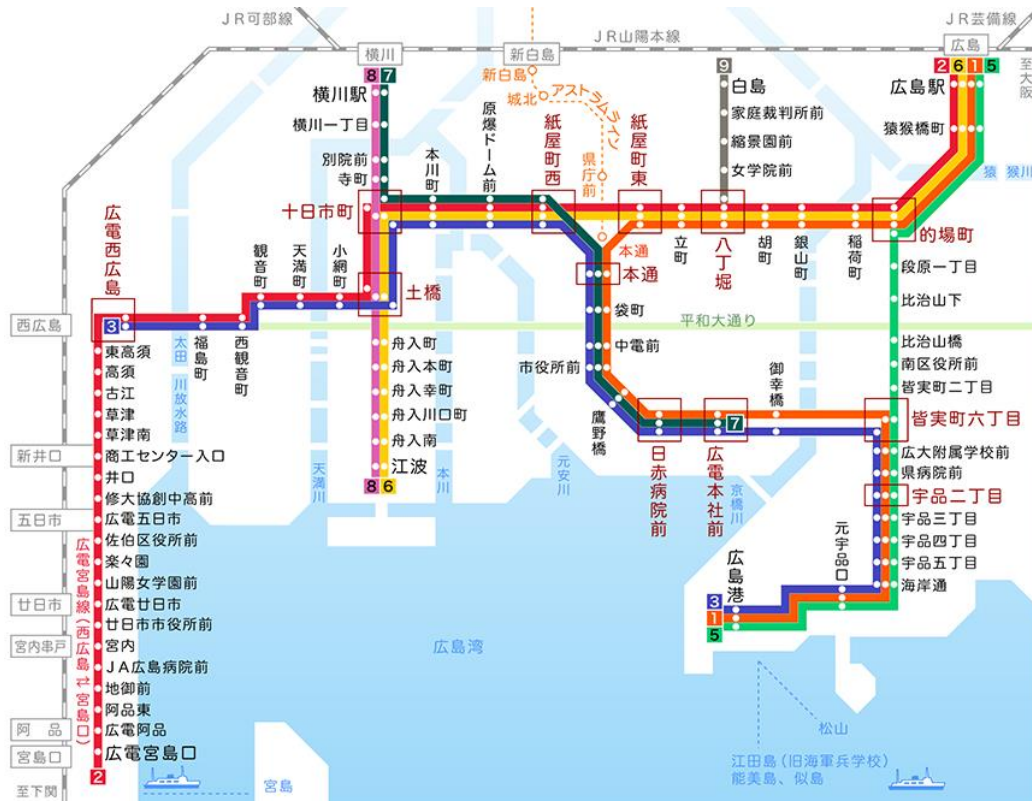 JR可部線
JR芸備線
JR山陽本線
横川
新白島
広島
至大阪
8 7
9
2 6 1 5
横川駅
横川一丁目
別院前
寺町
十日市町
本川町
原爆ドーム前
紙屋町西
新白島
城北
アストラムライン
県庁前
本通
紙屋町東
白島
家庭裁判所前
縮景園前
女学院前
立町
八丁堀
胡町
銀山町
稲荷町
広島駅
猿猴橋町
猿猴川
的場町
広電西広島
3
西広島
東高須
高須
古江
草津
草津南
新井口
商工センター入口
井口
修大協創中高前
五日市
広電五日市
佐伯区役所前
楽々園
山陽女学園前
廿日市
広電廿日市
廿日市市役所前
宮内串戸
宮内
JA広島病院前
地御前
阿品東
阿品
広電阿品
宮島口
広電宮島口
2
至下関
広電宮島線(西広島⇄宮島口)
太田川放水路
福島町
西観音町
観音町
天満町
小網町
土橋
舟入町
舟入本町
舟入幸町
舟入川口町
舟入南
江波
8 6
天満川
本川
元安川
京橋川
本通
袋町
中電前
市役所前
鷹野橋
日赤病院前
広電本社前
7
御幸橋
平和大通り
段原一丁目
比治山下
比治山橋
南区役所前
皆実町二丁目
皆実町六丁目
広大附属学校前
県病院前
宇品二丁目
宇品三丁目
宇品四丁目
宇品五丁目
海岸通
元宇品口
広島港
3
1
5
広島湾
宮島
松山
江田島(旧海軍兵学校)
能美島、似島